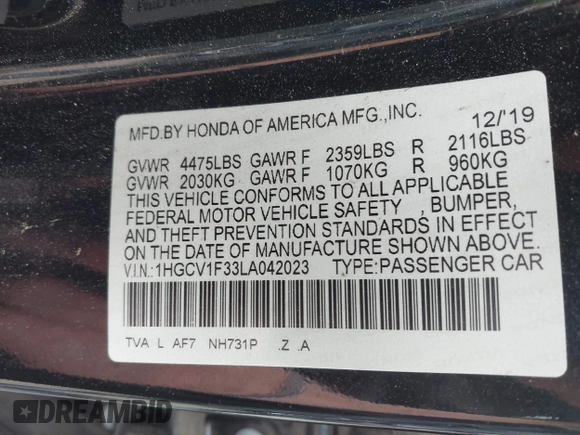 MFD.BY HONDA OF AMERICA MFG.,INC. 12/'19
GVWR 4475LBS GAWR F 2359LBS R 2116LBS
GVWR 2030KG GAWR F 1070KG R 960KG
THIS VEHICLE CONFORMS TO ALL APPLICABLE
FEDERAL MOTOR VEHICLE SAFETY , BUMPER,
AND THEFT PREVENTION STANDARDS IN EFFECT
ON THE DATE OF MANUFACTURE SHOWN ABOVE.
V.I.N.:1HGCV1F33LA042023 TYPE:PASSENGER CAR
TVA L AF7 NH731P .Z .A
DREAMBID